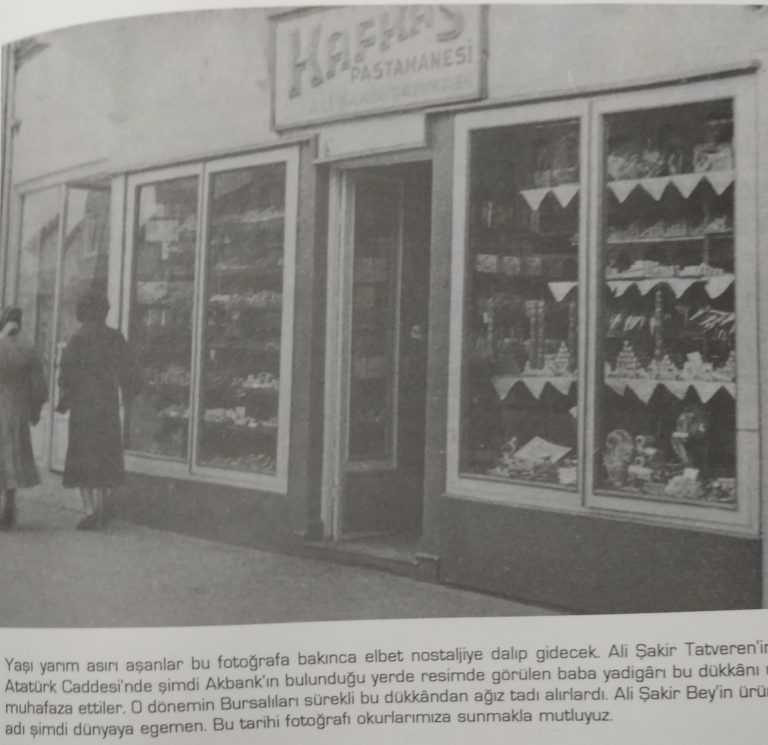 KAFKAS
PASTAHANESİ
ALİ ŞAKİR
Yaşı yarım asırı aşanlar bu fotoğrafa bakınca elbet nostaljiye dalıp gidecek. Ali Şakir Tatveren'in
Atatürk Caddesi'nde şimdi Akbank'ın bulunduğu yerde resimde görülen baba yadigârı bu dükkânı
muhafaza ettiler. O dönemin Bursalıları sürekli bu dükkândan ağız tadı alırlardı. Ali Şakir Bey'in
adı şimdi dünyaya egemen. Bu tarihi fotoğrafı okurlarımıza sunmakla mutluyuz.